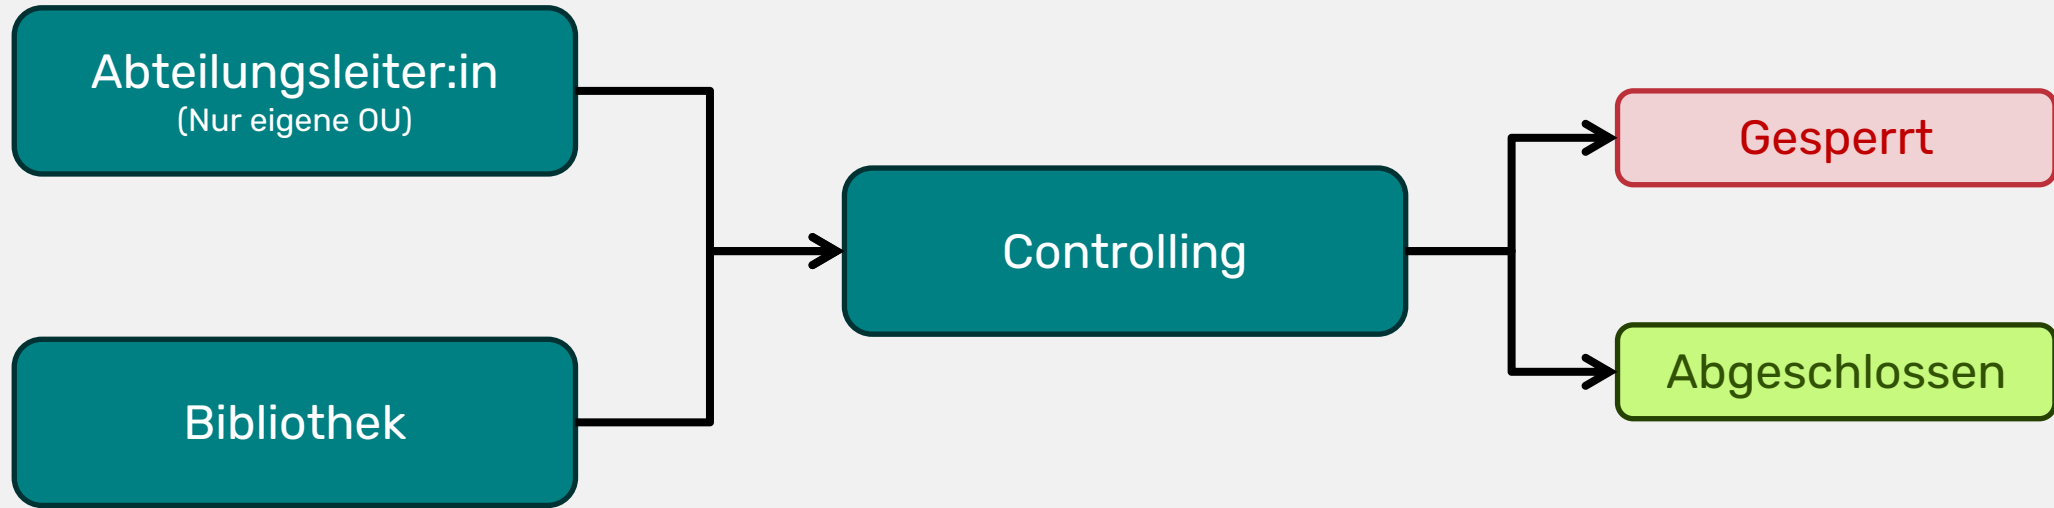 Abteilungsleiter:in
(Nur eigene OU)
Bibliothek
Controlling
Gesperrt
Abgeschlossen